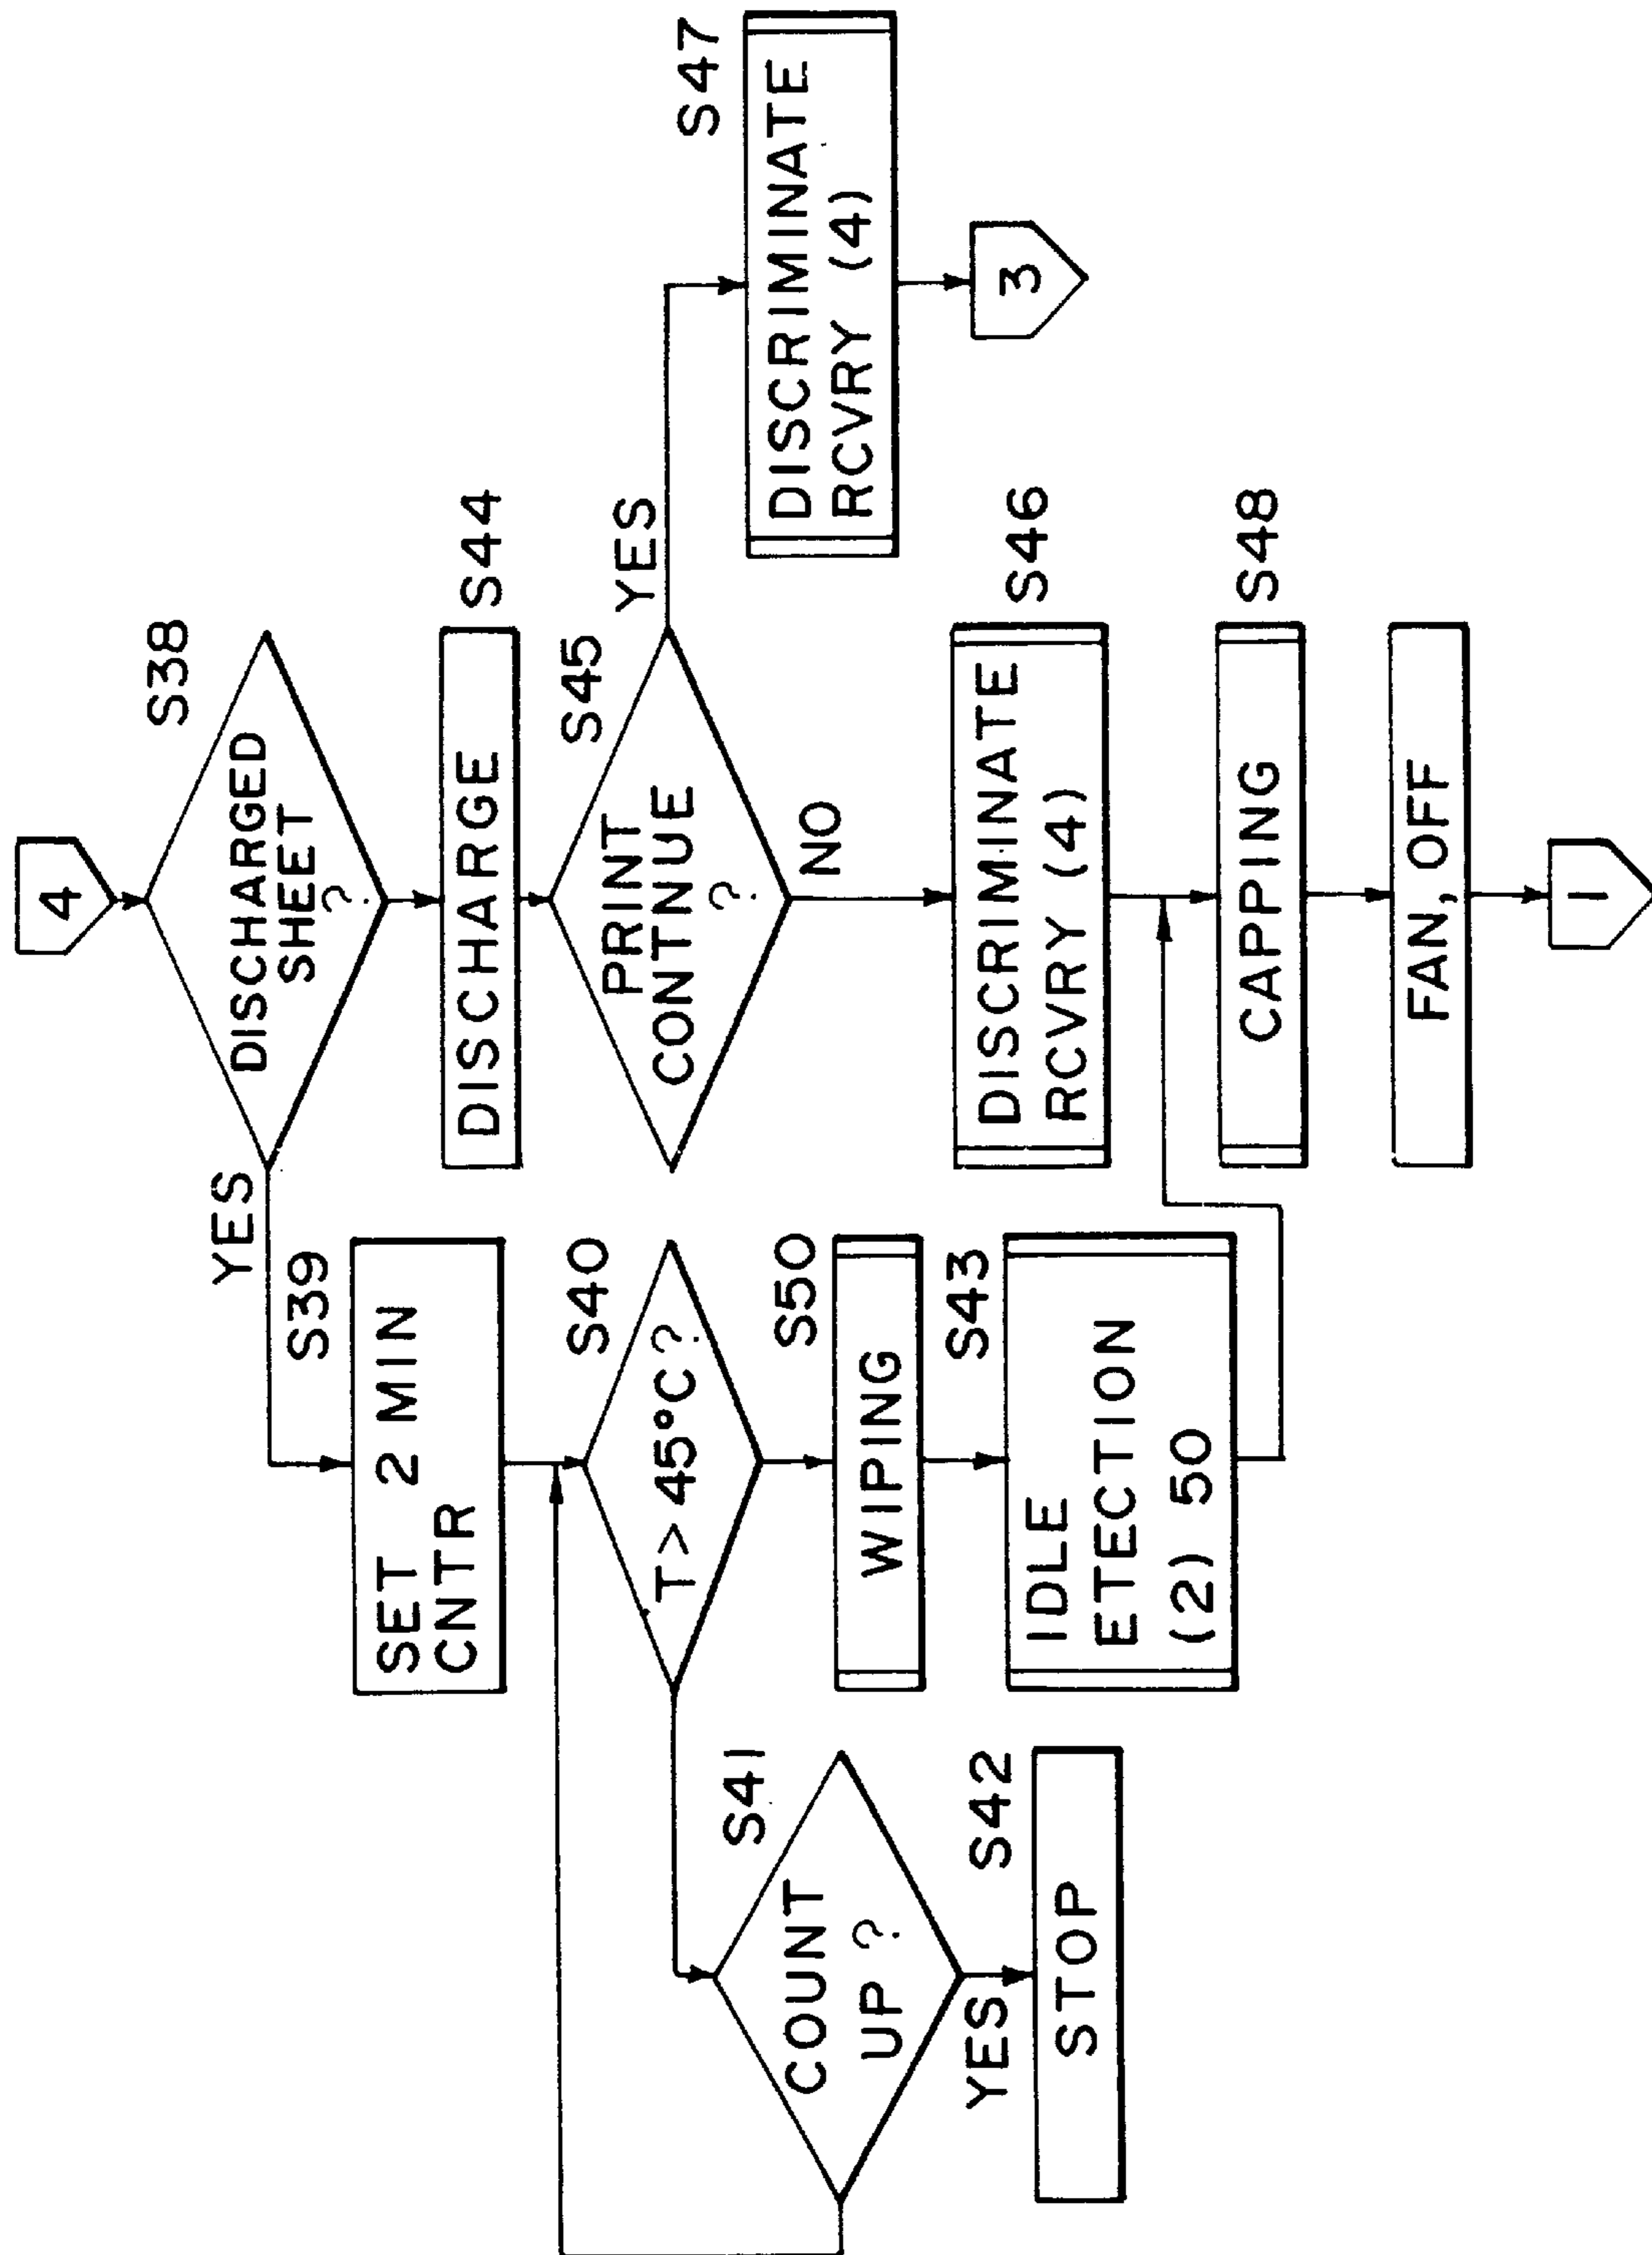 4
S38
DISCHARGED
SHEET
?
YES
S39
SET 2 MIN
CNTR
S40
T > 45°C ?
S41
COUNT
UP ?
YES
S42
STOP
S50
WIPING
S43
IDLE
ETECTION
(2) 50
S44
DISCHARGE
S45
PRINT
CONTINUE
?
YES
S47
DISCRIMINATE
RCVRY (4)
3
NO
S46
DISCRIMINATE
RCVRY (4)
S48
CAPPING
FAN, OFF
1